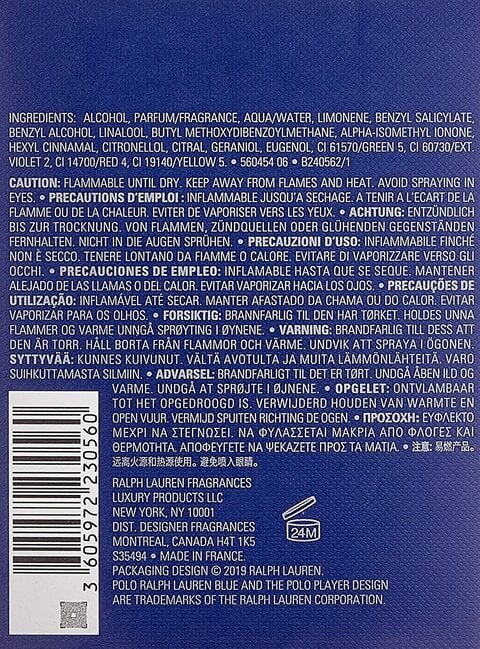 INGREDIENTS: ALCOHOL, PARFUM/FRAGRANCE, AQUA/WATER, LIMONENE, BENZYL SALICYLATE,
BENZYL ALCOHOL, LINALOOL, BUTYL METHOXYDIBENZOYLMETHANE, ALPHA-ISOMETHYL IONONE,
HEXYL CINNAMAL, CITRONELLOL, CITRAL, GERANIOL, EUGENOL, CI 61570/GREEN 5, CI 60730/EXT.
VIOLET 2, CI 14700/RED 4, CI 19140/YELLOW 5. • 560454 06 • B240562/1
CAUTION: FLAMMABLE UNTIL DRY. KEEP AWAY FROM FLAMES AND HEAT. AVOID SPRAYING IN
EYES. • PRECAUTIONS D'EMPLOI : INFLAMMABLE JUSQU'A SECHAGE. A TENIR A L'ECART DE LA
FLAMME OU DE LA CHALEUR. EVITER DE VAPORISER VERS LES YEUX. • ACHTUNG: ENTZÜNDLICH
BIS ZUR TROCKNUNG. VON FLAMMEN, ZÜNDQUELLEN ODER GLÜHENDEN GEGENSTÄNDEN
FERNHALTEN. NICHT IN DIE AUGEN SPRÜHEN. • PRECAUZIONI D'USO: INFIAMMABILE FINCHÉ
NON È SECCO. TENERE LONTANO DA FIAMME O CALORE. EVITARE DI VAPORIZZARE VERSO GLI
OCCHI. • PRECAUCIONES DE EMPLEO: INFLAMABLE HASTA QUE SE SEQUE. MANTENER
ALEJADO DE LAS LLAMAS O DEL CALOR. EVITAR VAPORIZAR HACIA LOS OJOS. • PRECAUÇÕES DE
UTILIZAÇÃO: INFLAMÁVEL ATÉ SECAR. MANTER AFASTADO DA CHAMA OU DO CALOR. EVITAR
VAPORIZAR PARA OS OLHOS. • FORSIKTIG: BRANNFARLIG TIL DEN HAR TØRKET. HOLDES UNNA
FLAMMER OG VARME UNNGÅ SPRØYTING I ØYNENE. • VARNING: BRANDFARLIG TILL DESS ATT
DEN ÄR TORR. HÅLL BORTA FRÅN FLAMMOR OCH VÄRME. UNDVIK ATT SPRAYA I ÖGONEN.
SYTTYVÄÄ: KUNNES KUIVUNUT. VÄLTÄ AVOTULTA JA MUITA LÄMMÖNLÄHTEITÄ. VARO
SUIHKUTTAMASTA SILMIIN. • ADVARSEL: BRANDFARLIGT TIL DET ER TØRT. UNDGÅ ÅBEN ILD OG
VARME. UNDGÅ AT SPRØJTE I ØJNENE. • OPGELET: ONTVLAMBAAR
TOT HET OPGEDROOGD IS. VERWIJDERD HOUDEN VAN WARMTE EN
OPEN VUUR. VERMIJD SPUITEN RICHTING DE OGEN. • ΠΡΟΣΟΧΗ: ΕΥΦΛΕΚΤΟ
ΜΕΧΡΙ ΝΑ ΣΤΕΓΝΩΣΕΙ. ΝΑ ΦΥΛΑΣΣΕΤΑΙ ΜΑΚΡΙΑ ΑΠΟ ΦΛΟΓΕΣ ΚΑΙ
ΘΕΡΜΟΤΗΤΑ. ΑΠΟΦΕΥΓΕΤΕ ΝΑ ΨΕΚΑΖΕΤΕ ΠΡΟΣ ΤΑ ΜΑΤΙΑ. • 注意: 易燃产品。
远离火源和热源使用。避免喷入眼睛。
RALPH LAUREN FRAGRANCES
LUXURY PRODUCTS LLC
NEW YORK, NY 10001
DIST. DESIGNER FRAGRANCES
MONTREAL, CANADA H4T 1K5
S35494 • MADE IN FRANCE.
PACKAGING DESIGN © 2019 RALPH LAUREN.
POLO RALPH LAUREN BLUE AND THE POLO PLAYER DESIGN
ARE TRADEMARKS OF THE RALPH LAUREN CORPORATION.
24M
3 605972 230560